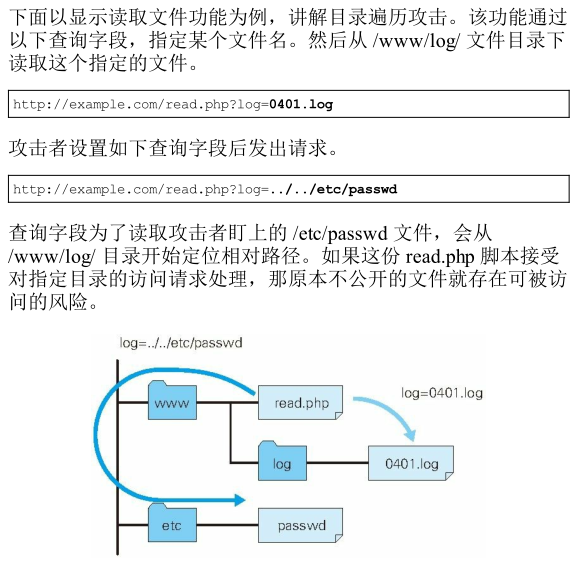 下面以显示读取文件功能为例，讲解目录遍历攻击。该功能通过
以下查询字段，指定某个文件名。然后从 /www/log/ 文件目录下
读取这个指定的文件。
http://example.com/read.php?log=0401.log
攻击者设置如下查询字段后发出请求。
http://example.com/read.php?log=../../etc/passwd
查询字段为了读取攻击者盯上的 /etc/passwd 文件，会从
/www/log/ 目录开始定位相对路径。如果这份 read.php 脚本接受
对指定目录的访问请求处理，那原本不公开的文件就存在可被访
问的风险。
log=../../etc/passwd
log=0401.log
www
read.php
log
0401.log
etc
passwd